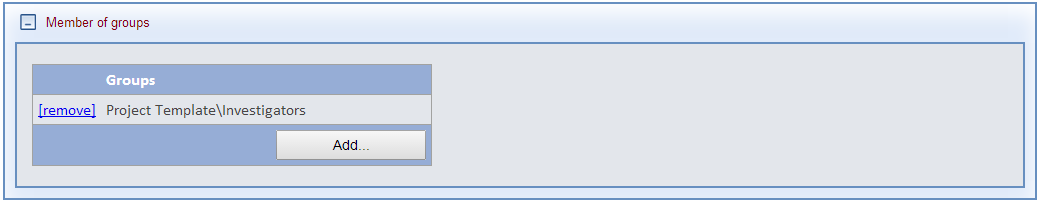 Member of groups
Groups
[remove] Project Template\Investigators
Add...